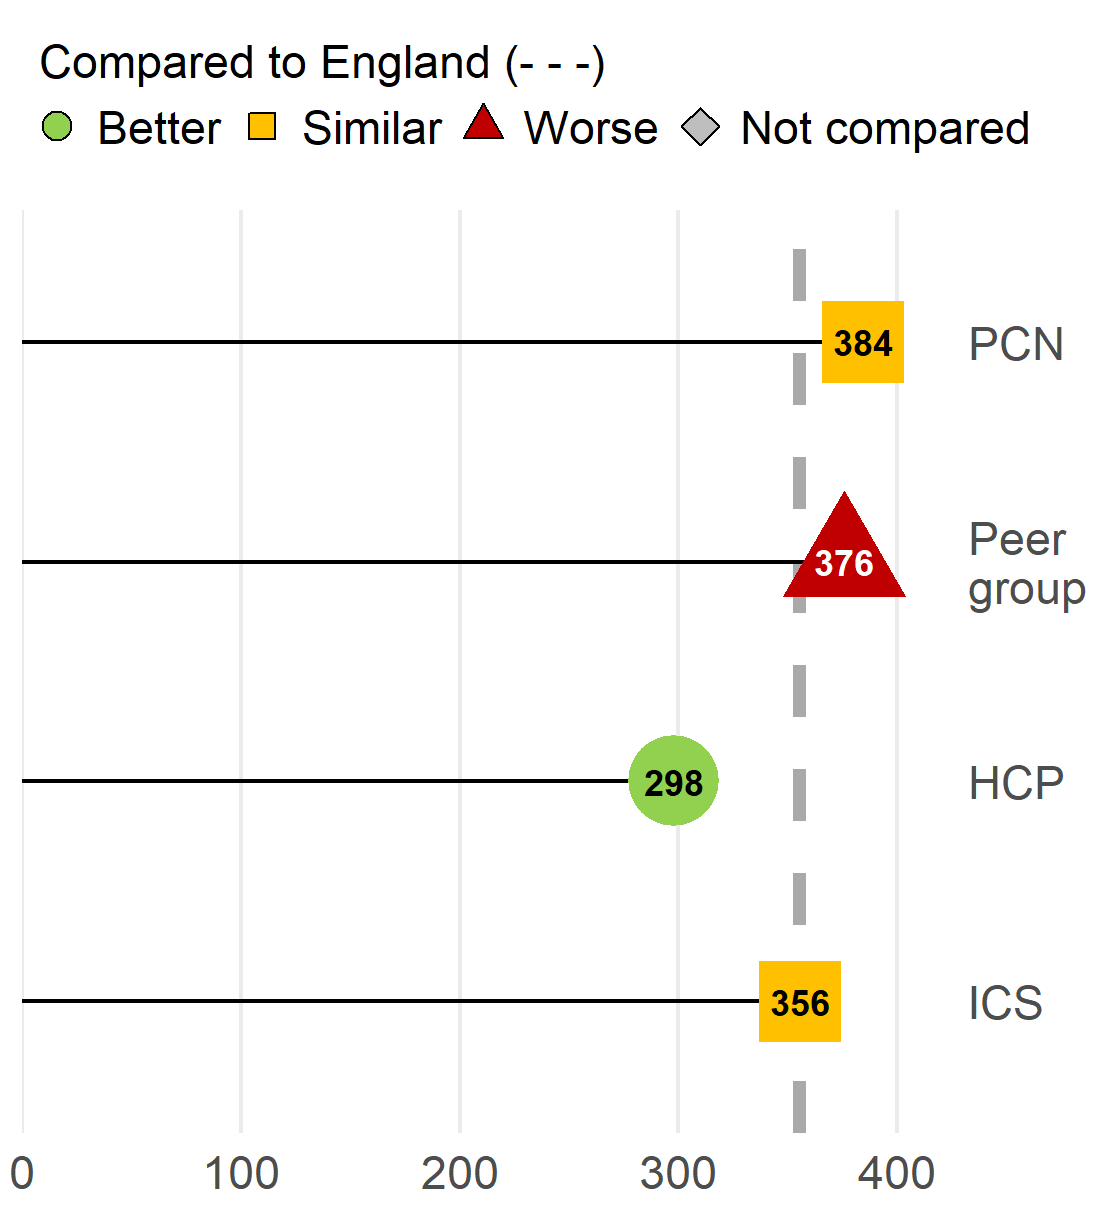 Compared to England (- - -)
Better Similar Worse Not compared
384 PCN
376 Peer
group
298 HCP
356 ICS
0 100 200 300 400